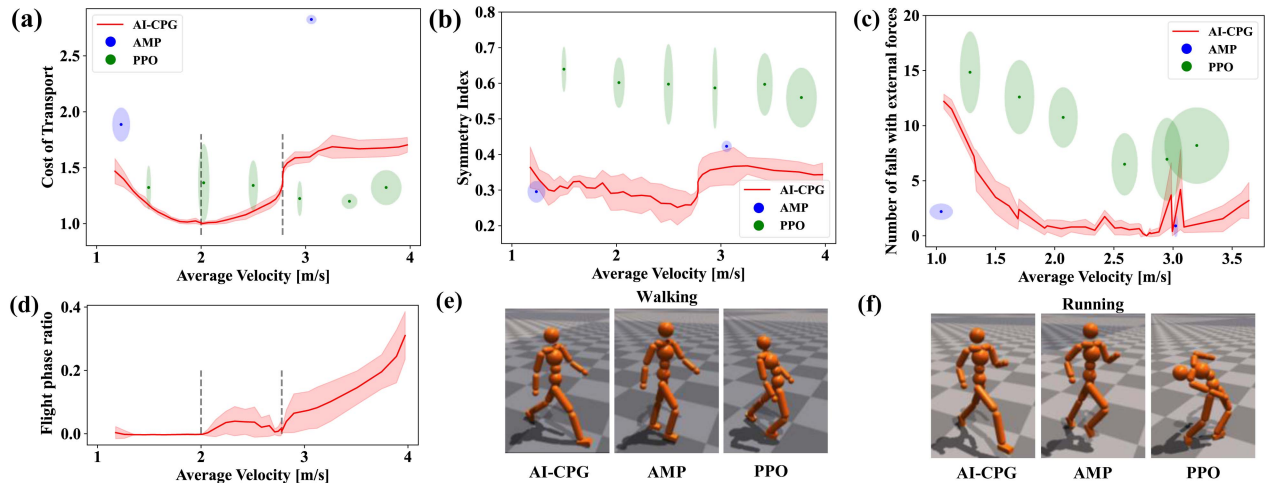 (a)
Cost of Transport
2.5
2.0
1.5
1.0
AI-CPG
AMP
PPO
1
2
3
4
Average Velocity [m/s]
(b)
Symmetry Index
0.8
0.7
0.6
0.5
0.4
0.3
0.2
AI-CPG
AMP
PPO
1
2
3
4
Average Velocity [m/s]
(c)
Number of falls with external forces
20
15
10
5
0
AI-CPG
AMP
PPO
1.0
1.5
2.0
2.5
3.0
3.5
Average Velocity [m/s]
(d)
Flight phase ratio
0.4
0.2
0.0
1
2
3
4
Average Velocity [m/s]
(e)
Walking
AI-CPG
AMP
PPO
(f)
Running
AI-CPG
AMP
PPO